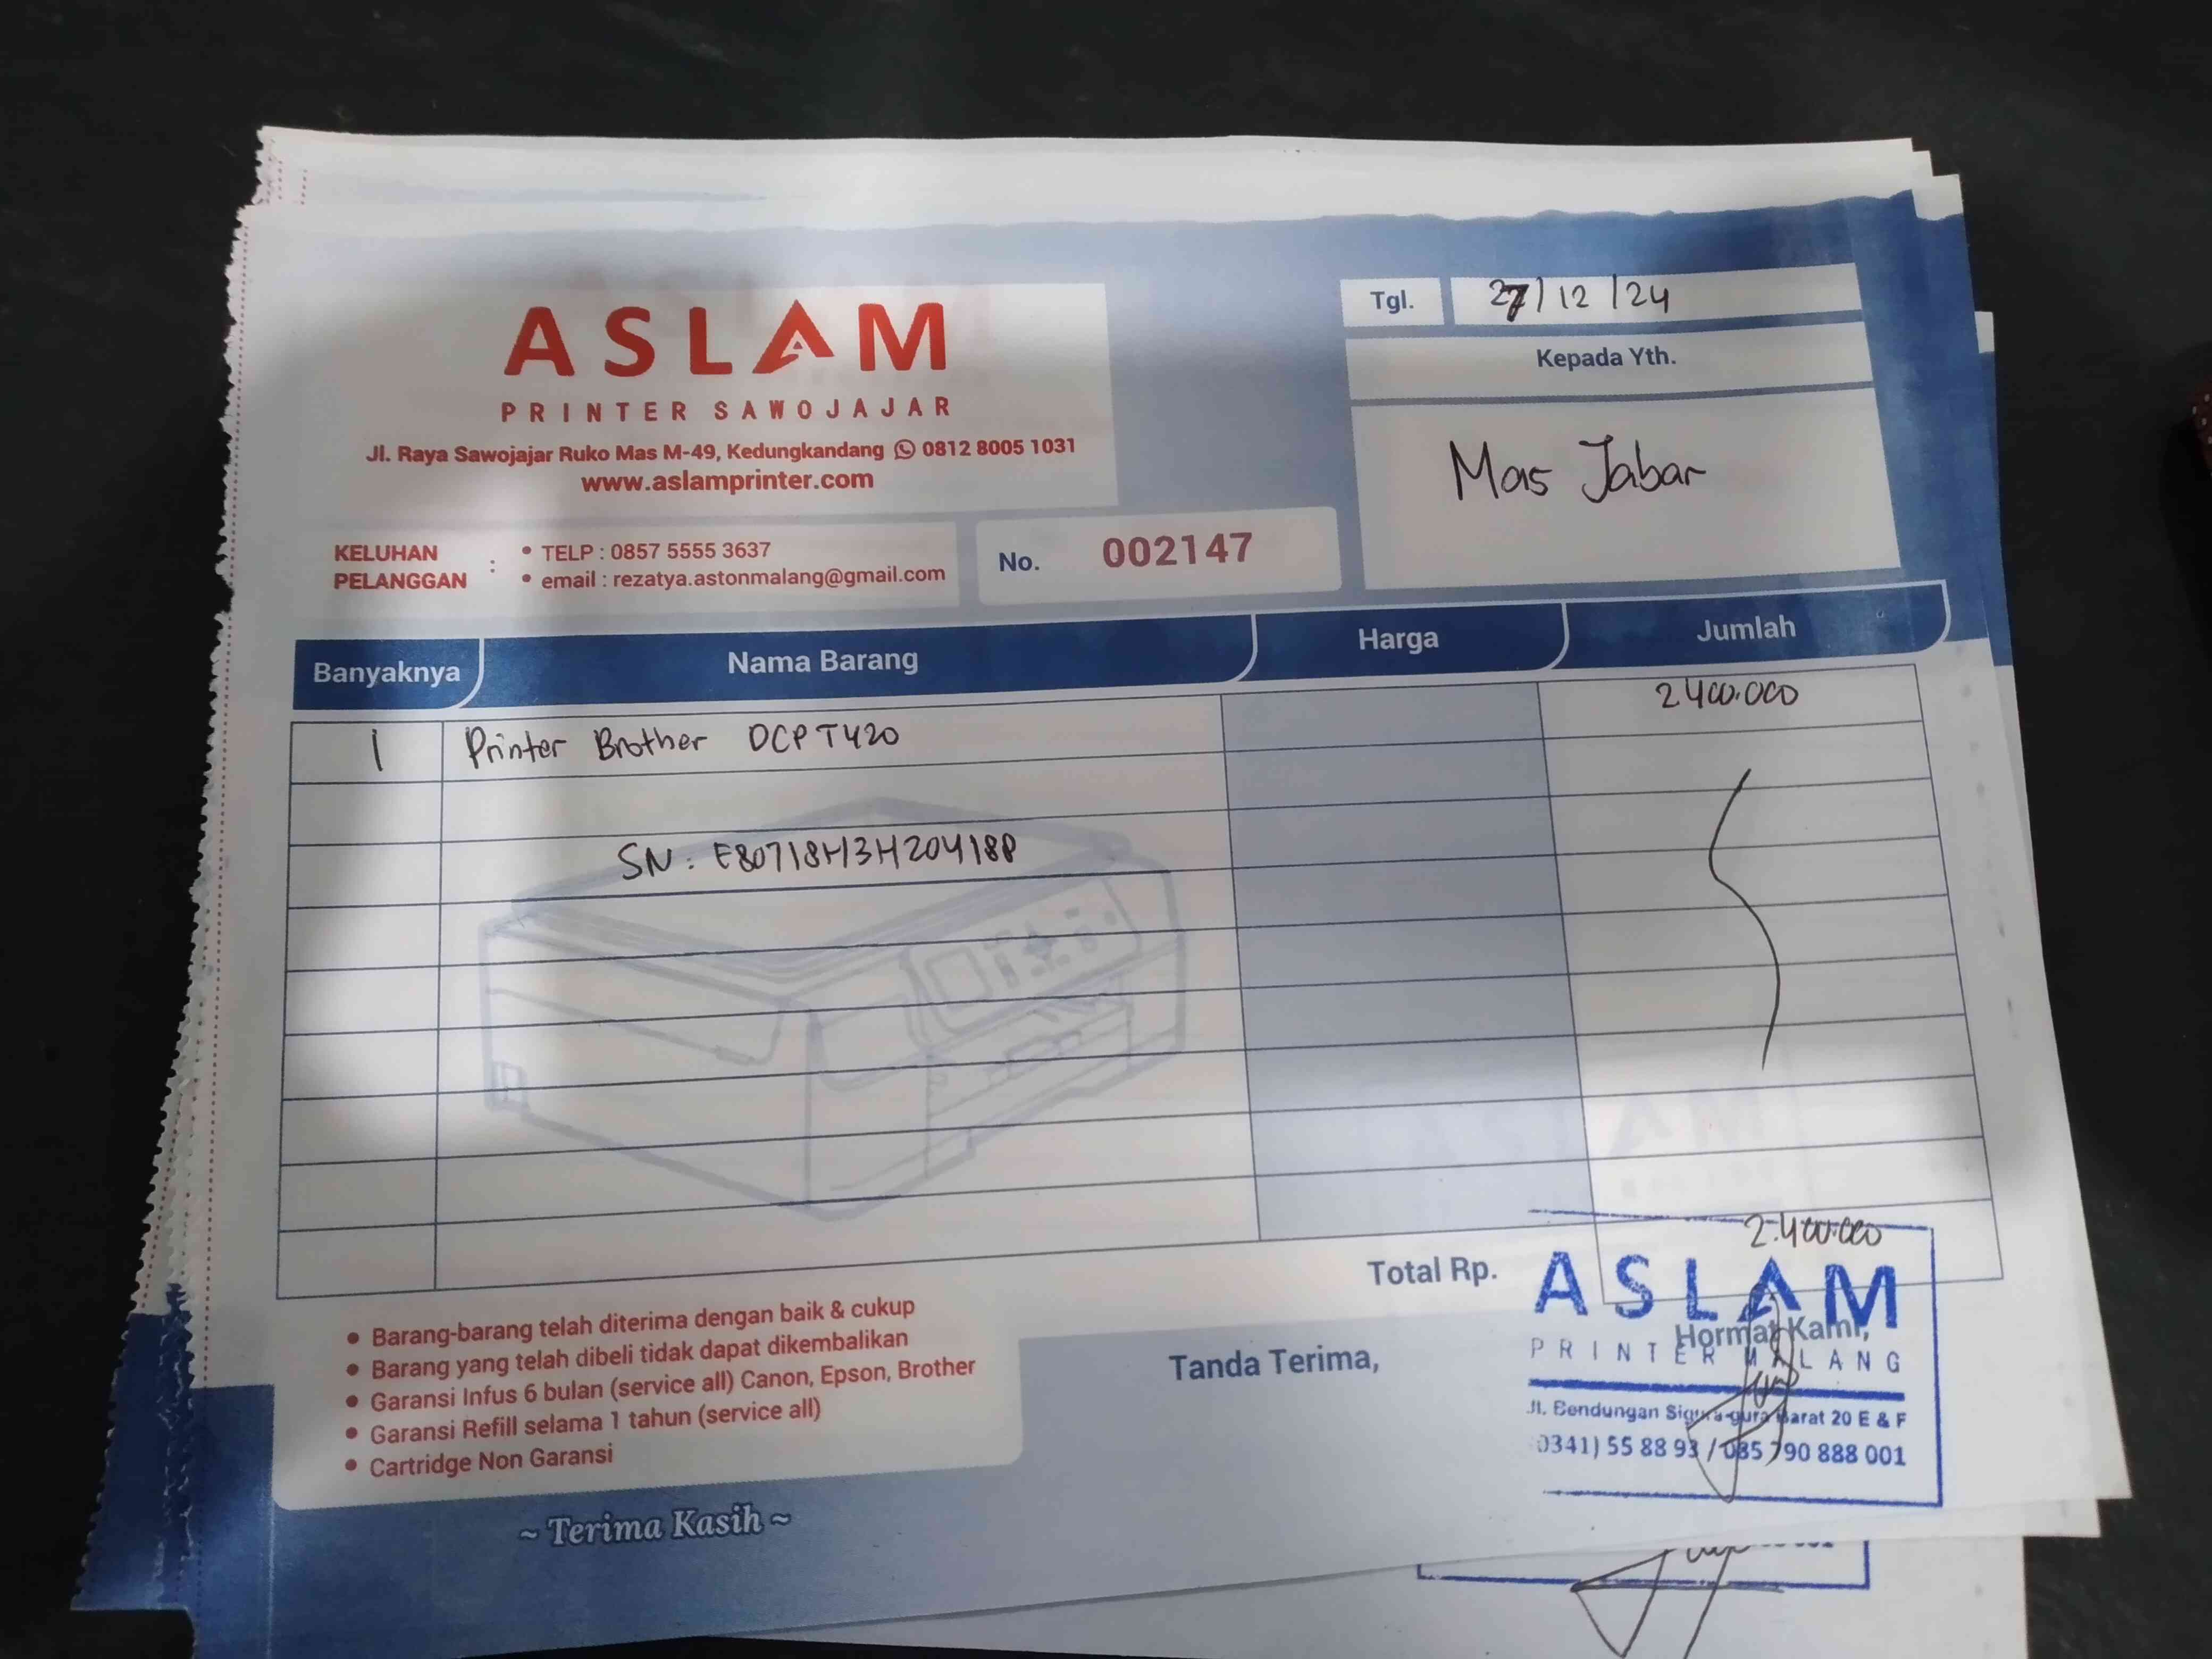 ASLAM
PRINTER SAWOJAJAR
Jl. Raya Sawojajar Ruko Mas M-49, Kedungkandang 0812 8005 1031
www.aslamprinter.com
KELUHAN PELANGGAN :
• TELP : 0857 5555 3637
• email : rezatya.astonmalang@gmail.com
No. 002147
Tgl. 27/12/24
Kepada Yth.
Mas Jabar
Banyaknya Nama Barang Harga Jumlah
1 Printer Brother DCP T420 2.400.000
SN : E80718H3H204188
Total Rp. 2.400.000
• Barang-barang telah diterima dengan baik & cukup
• Barang yang telah dibeli tidak dapat dikembalikan
• Garansi Infus 6 bulan (service all) Canon, Epson, Brother
• Garansi Refill selama 1 tahun (service all)
• Cartridge Non Garansi
Tanda Terima,
Hormat Kami,
ASLAM
PRINTER MALANG
Jl. Bendungan Sigura-gura Barat 20 E & F
0341) 55 88 93 / 085 790 888 001
~ Terima Kasih ~